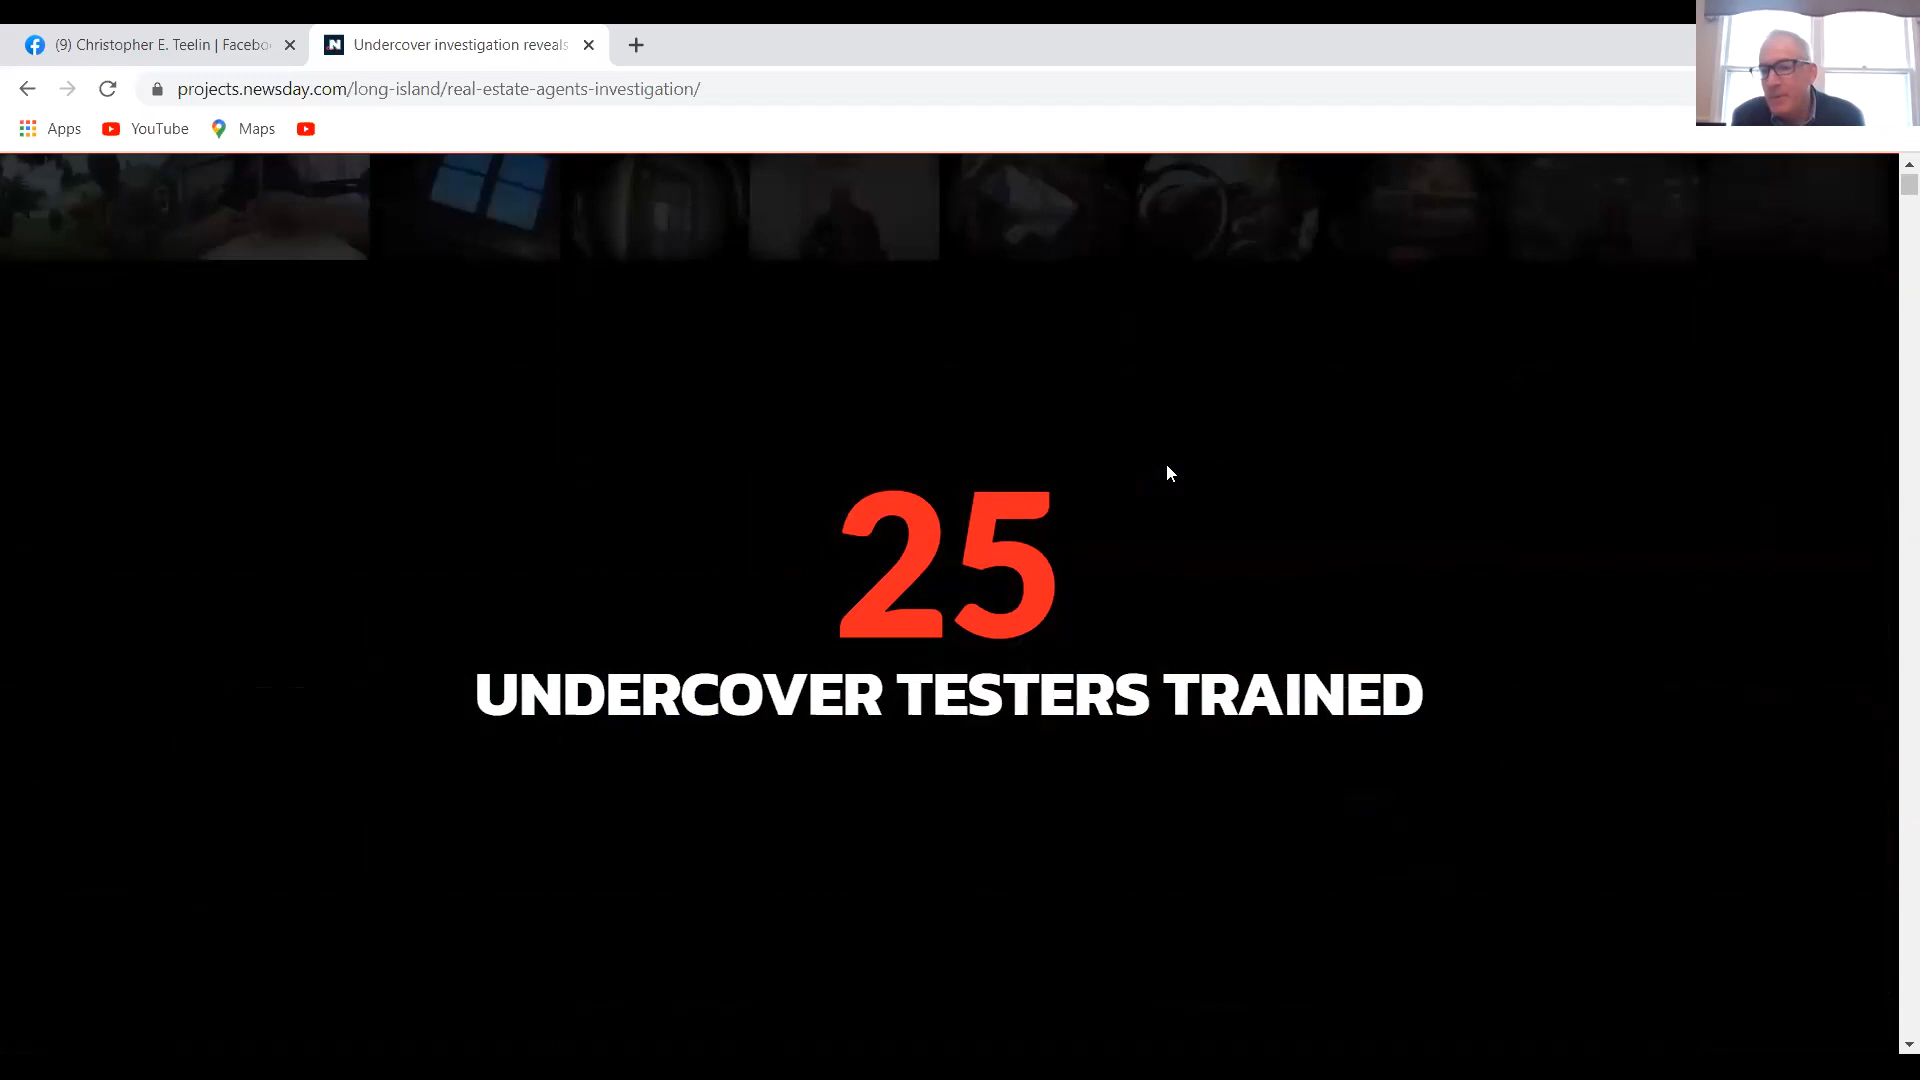 (9) Christopher E. Teelin | Facebo
Undercover investigation reveals
projects.newsday.com/long-island/real-estate-agents-investigation/
Apps YouTube Maps
25
UNDERCOVER TESTERS TRAINED